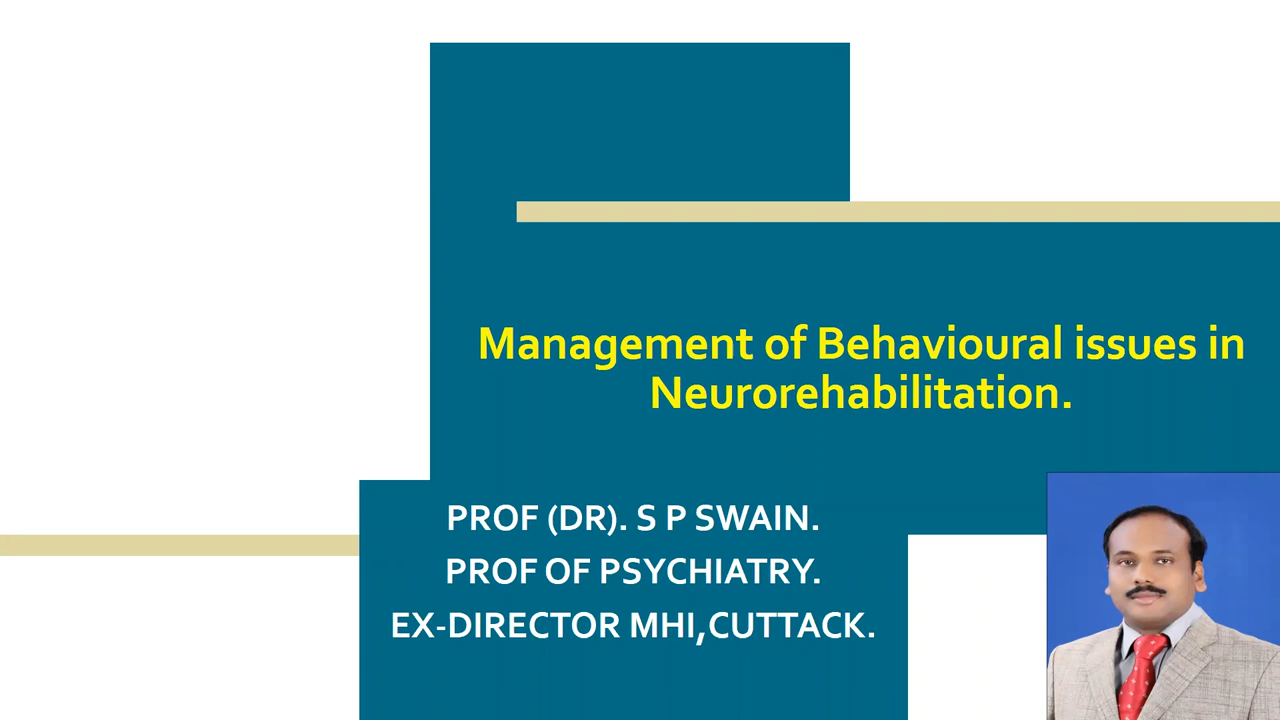 Management of Behavioural issues in
Neurorehabilitation.
PROF (DR). S P SWAIN.
PROF OF PSYCHIATRY.
EX-DIRECTOR MHI,CUTTACK.